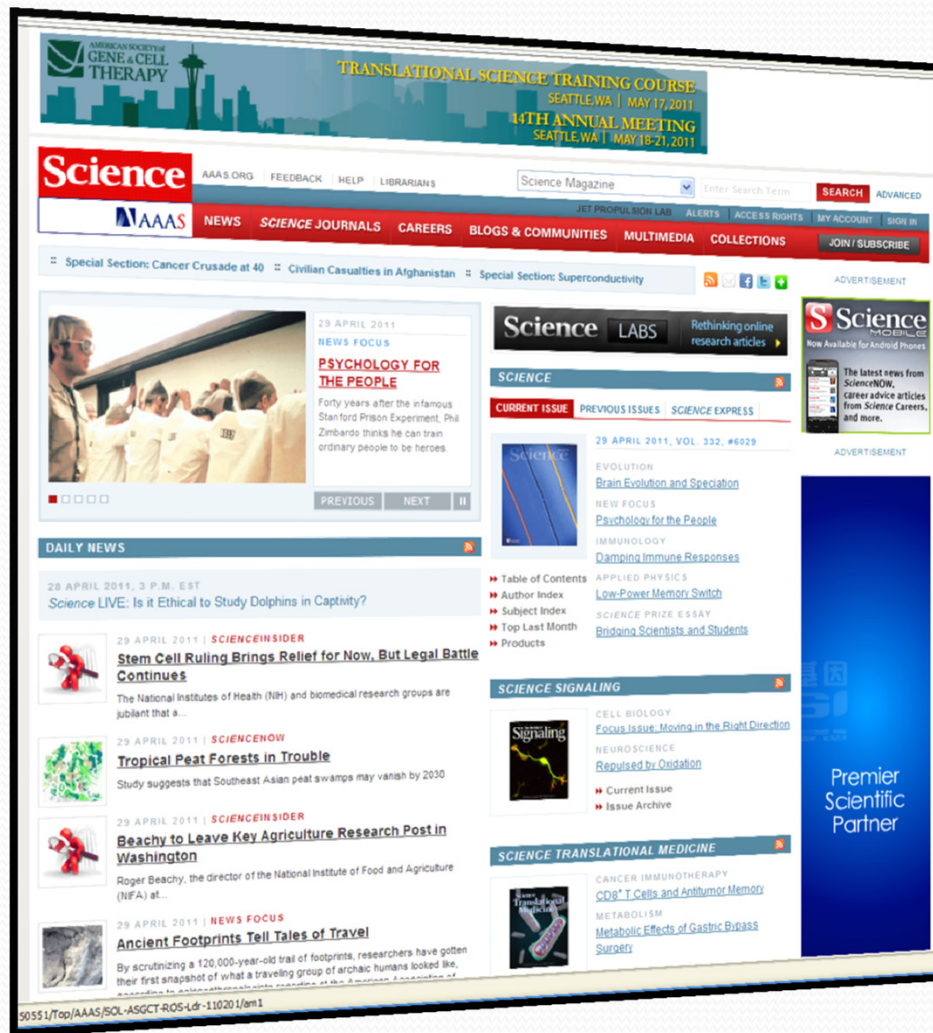 AMERICAN SOCIETY of
GENE & CELL
THERAPY
TRANSLATIONAL SCIENCE TRAINING COURSE
SEATTLE, WA | MAY 17, 2011
14TH ANNUAL MEETING
SEATTLE, WA | MAY 18-21, 2011
Science
AAAS
AAAS.ORG FEEDBACK HELP LIBRARIANS
Science Magazine
Enter Search Term
SEARCH
ADVANCED
JET PROPULSION LAB ALERTS ACCESS RIGHTS MY ACCOUNT SIGN IN
NEWS SCIENCE JOURNALS CAREERS BLOGS & COMMUNITIES MULTIMEDIA COLLECTIONS
JOIN / SUBSCRIBE
:: Special Section: Cancer Crusade at 40 :: Civilian Casualties in Afghanistan :: Special Section: Superconductivity
29 APRIL 2011
NEWS FOCUS
PSYCHOLOGY FOR
THE PEOPLE
Forty years after the infamous
Stanford Prison Experiment, Phil
Zimbardo thinks he can train
ordinary people to be heroes.
PREVIOUS NEXT
DAILY NEWS
28 APRIL 2011, 3 P.M. EST
Science LIVE: Is it Ethical to Study Dolphins in Captivity?
29 APRIL 2011 | SCIENCEINSIDER
Stem Cell Ruling Brings Relief for Now, But Legal Battle
Continues
The National Institutes of Health (NIH) and biomedical research groups are
jubilant that a...
29 APRIL 2011 | SCIENCENOW
Tropical Peat Forests in Trouble
Study suggests that Southeast Asian peat swamps may vanish by 2030
29 APRIL 2011 | SCIENCEINSIDER
Beachy to Leave Key Agriculture Research Post in
Washington
Roger Beachy, the director of the National Institute of Food and Agriculture
(NIFA) at...
29 APRIL 2011 | NEWS FOCUS
Ancient Footprints Tell Tales of Travel
By scrutinizing a 120,000-year-old trail of footprints, researchers have gotten
their first snapshot of what a traveling group of archaic humans looked like,
50551/Top/AAAS/SOL-ASGCT-ROS-Ldr-110201/am1
Science LABS
Rethinking online
research articles
SCIENCE
CURRENT ISSUE PREVIOUS ISSUES SCIENCE EXPRESS
Science
29 APRIL 2011, VOL. 332, #6029
EVOLUTION
Brain Evolution and Speciation
NEW FOCUS
Psychology for the People
IMMUNOLOGY
Damping Immune Responses
APPLIED PHYSICS
Low-Power Memory Switch
SCIENCE PRIZE ESSAY
Bridging Scientists and Students
Table of Contents
Author Index
Subject Index
Top Last Month
Products
SCIENCE SIGNALING
Signaling
CELL BIOLOGY
Focus Issue: Moving in the Right Direction
NEUROSCIENCE
Repulsed by Oxidation
Current Issue
Issue Archive
SCIENCE TRANSLATIONAL MEDICINE
Science
Translational
Medicine
CANCER IMMUNOTHERAPY
CD8+ T Cells and Antitumor Memory
METABOLISM
Metabolic Effects of Gastric Bypass
Surgery
ADVERTISEMENT
S Science
MOBILE
Now Available for Android Phones
The latest news from
ScienceNOW,
career advice articles
from Science Careers,
and more.
ADVERTISEMENT
Premier
Scientific
Partner